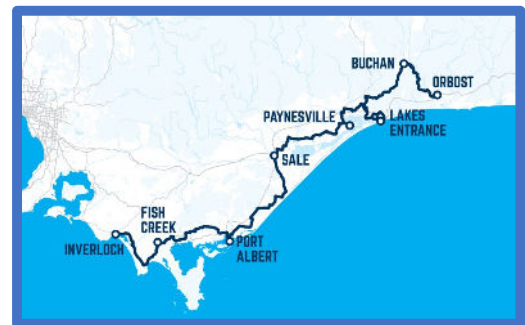 BUCHAN
ORBOST
PAYNESVILLE
LAKES
ENTRANCE
SALE
FISH
CREEK
INVERLOCH
PORT
ALBERT